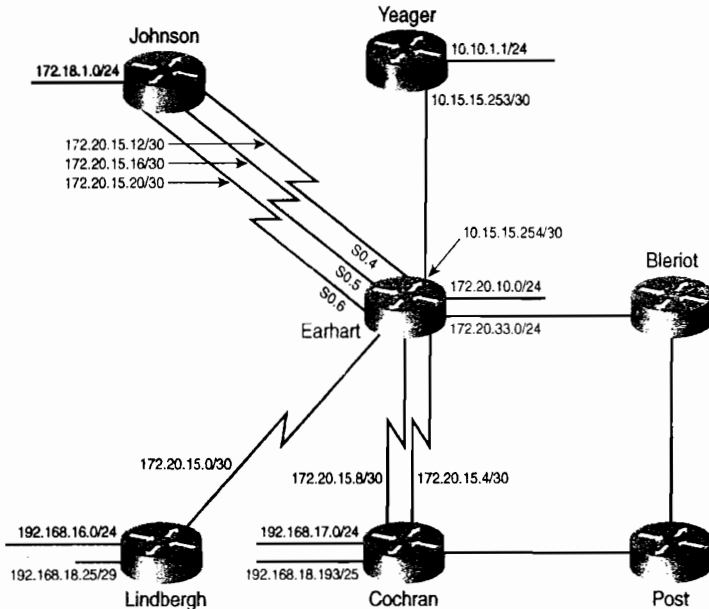 Johnson
Yeager
172.18.1.0/24
10.10.1.1/24
10.15.15.253/30
172.20.15.12/30
172.20.15.16/30
172.20.15.20/30
10.15.15.254/30
S0.4
S0.5
S0.6
172.20.10.0/24
Bleriot
Earhart
172.20.33.0/24
172.20.15.0/30
172.20.15.8/30
172.20.15.4/30
192.168.16.0/24
192.168.17.0/24
192.168.18.25/29
192.168.18.193/25
Lindbergh
Cochran
Post